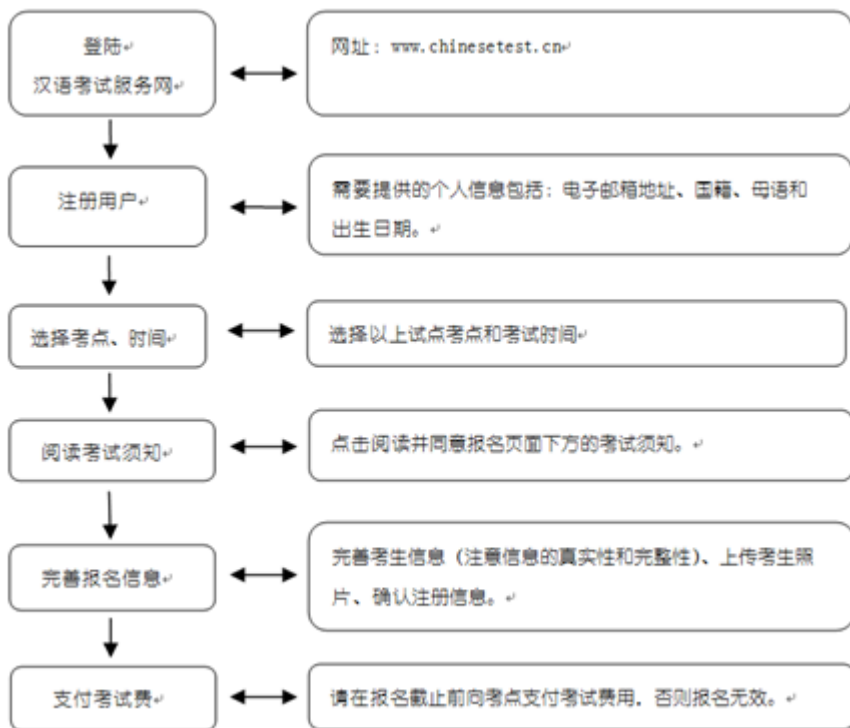 登陆
汉语考试服务网
网址：www.chinesetest.cn
注册用户
需要提供的个人信息包括：电子邮箱地址、国籍、母语和
出生日期。
选择考点、时间
选择以上试点考点和考试时间
阅读考试须知
点击阅读并同意报名页面下方的考试须知。
完善报名信息
完善考生信息（注意信息的真实性和完整性）、上传考生照
片、确认注册信息。
支付考试费
请在报名截止前向考点支付考试费用，否则报名无效。